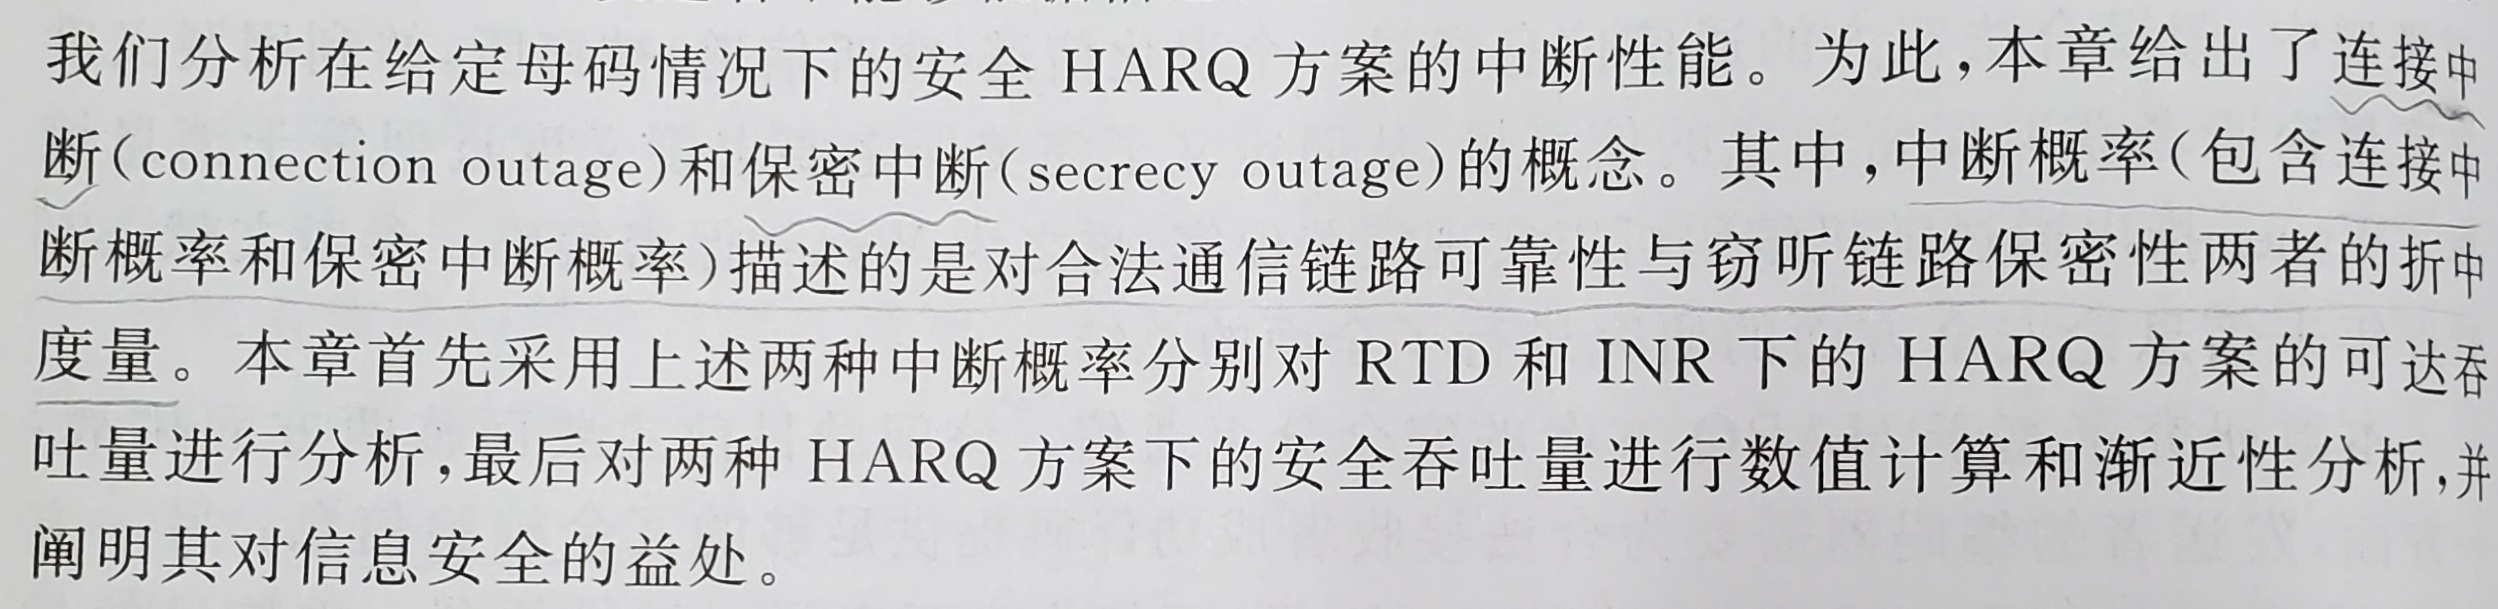 我们分析在给定母码情况下的安全 HARQ 方案的中断性能。为此,本章给出了连接中
断(connection outage)和保密中断(secrecy outage)的概念。其中,中断概率(包含连接中
断概率和保密中断概率)描述的是对合法通信链路可靠性与窃听链路保密性两者的折中
度量。本章首先采用上述两种中断概率分别对 RTD 和 INR 下的 HARQ 方案的可达吞
吐量进行分析,最后对两种 HARQ 方案下的安全吞吐量进行数值计算和渐近性分析,并
阐明其对信息安全的益处。